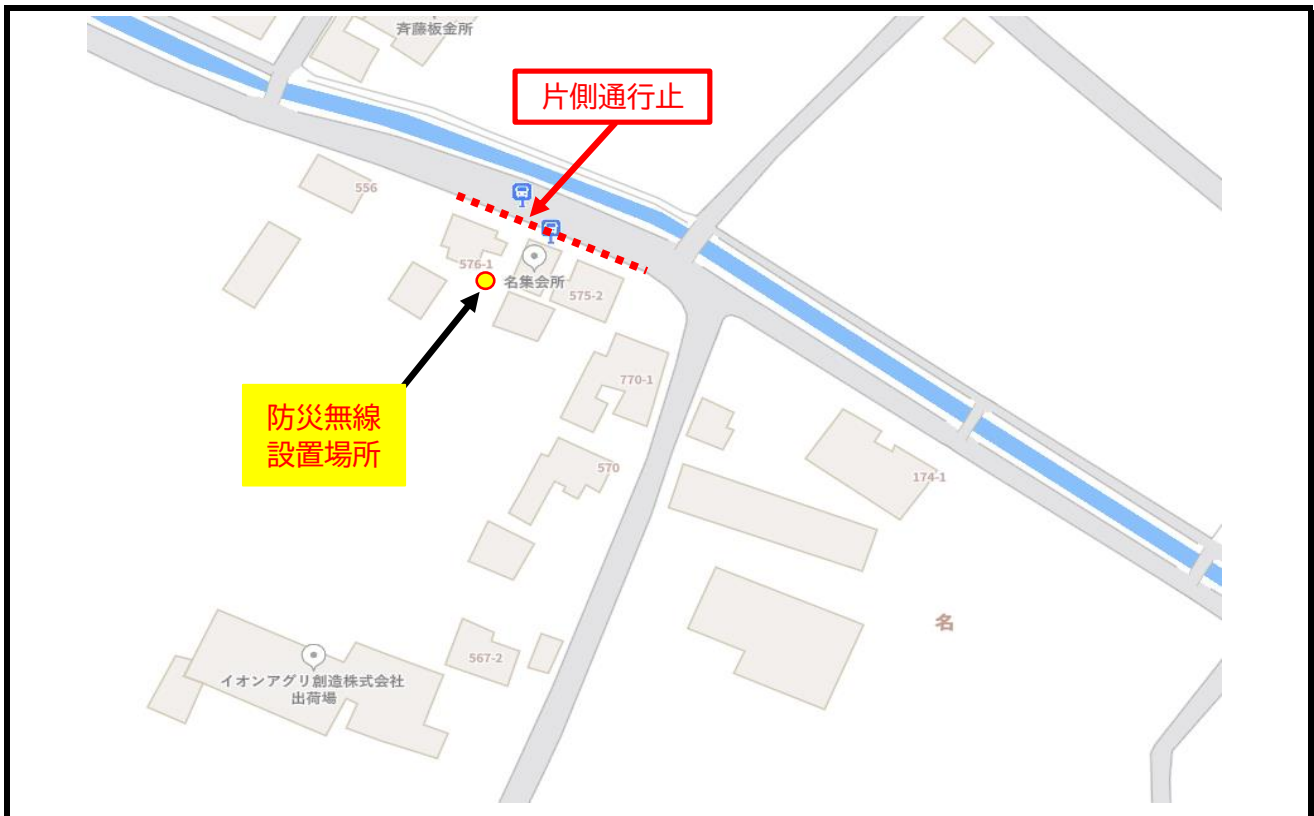 斉藤板金所
片側通行止
556
576-1
名集会所
575-2
770-1
防災無線
設置場所
570
174-1
名
567-2
イオンアグリ創造株式会社
出荷場